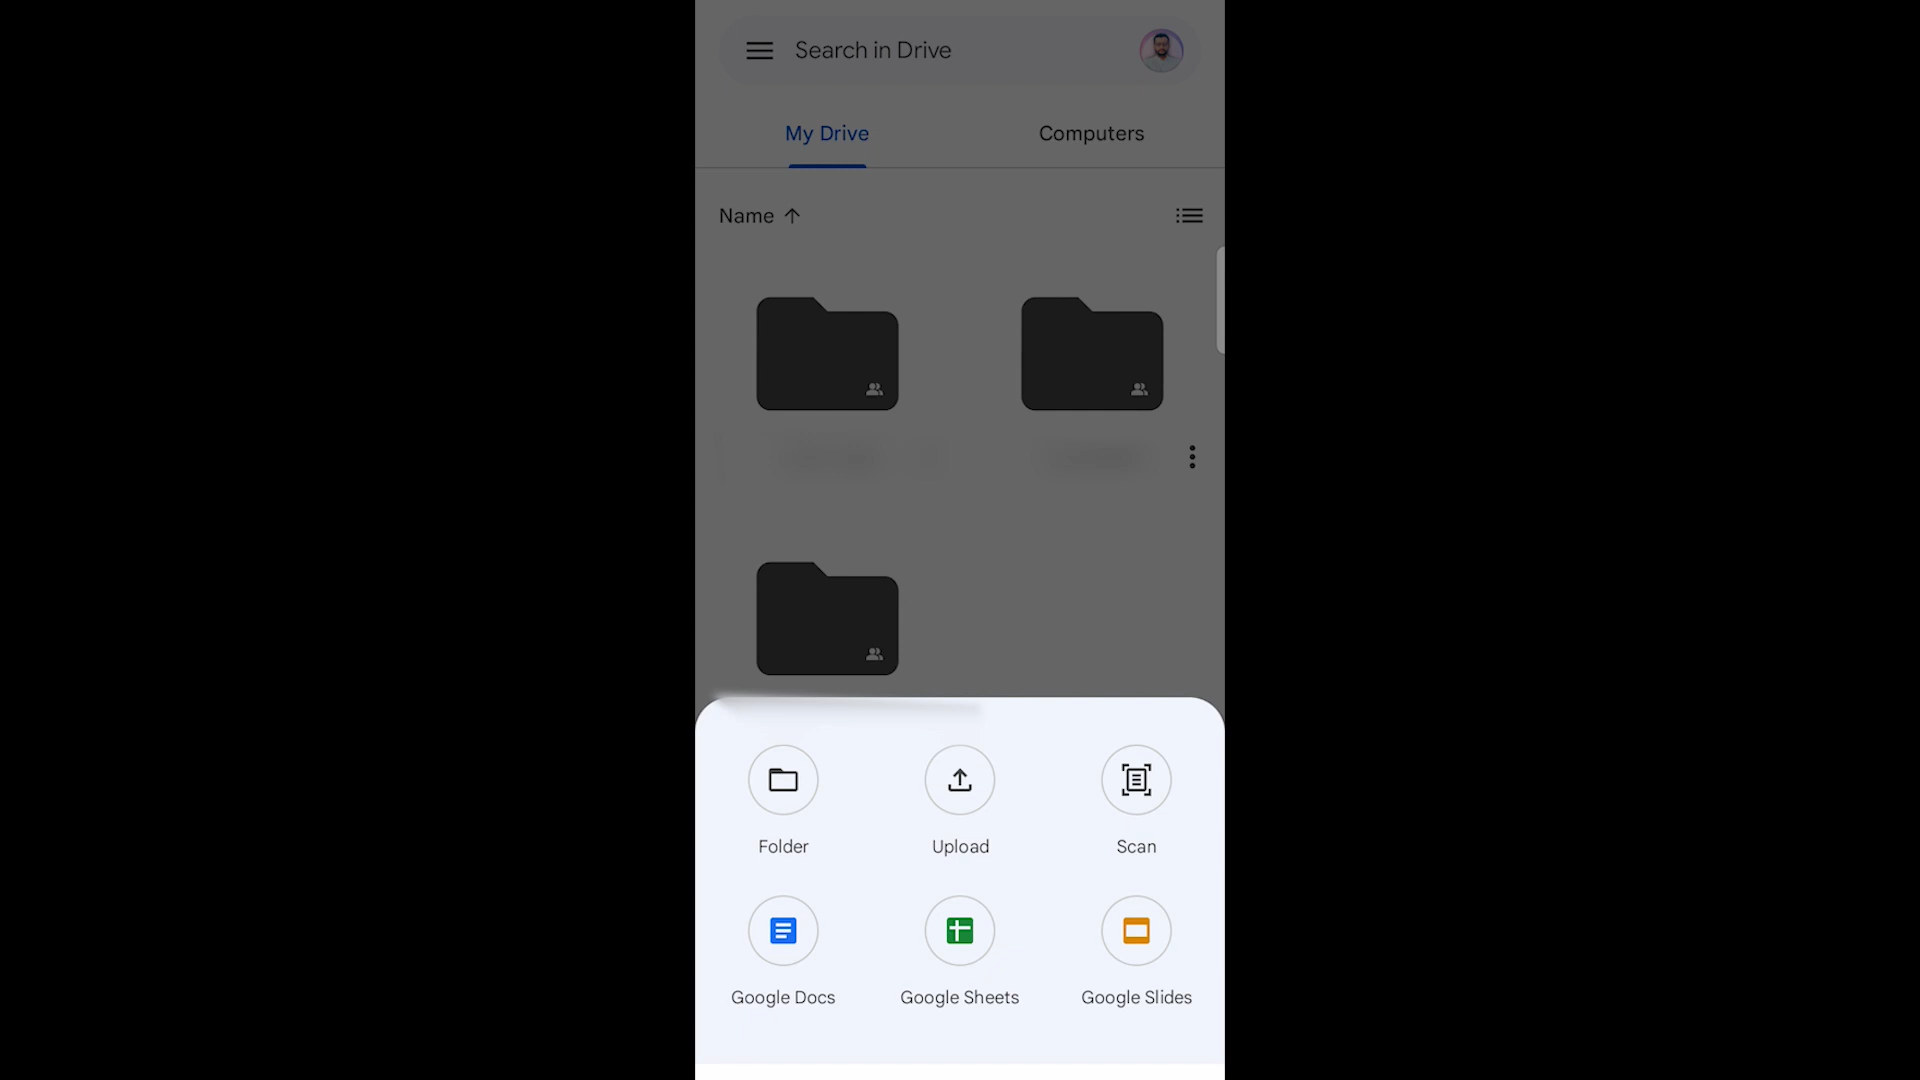 Search in Drive
My Drive
Computers
Name
Folder
Upload
Scan
Google Docs
Google Sheets
Google Slides